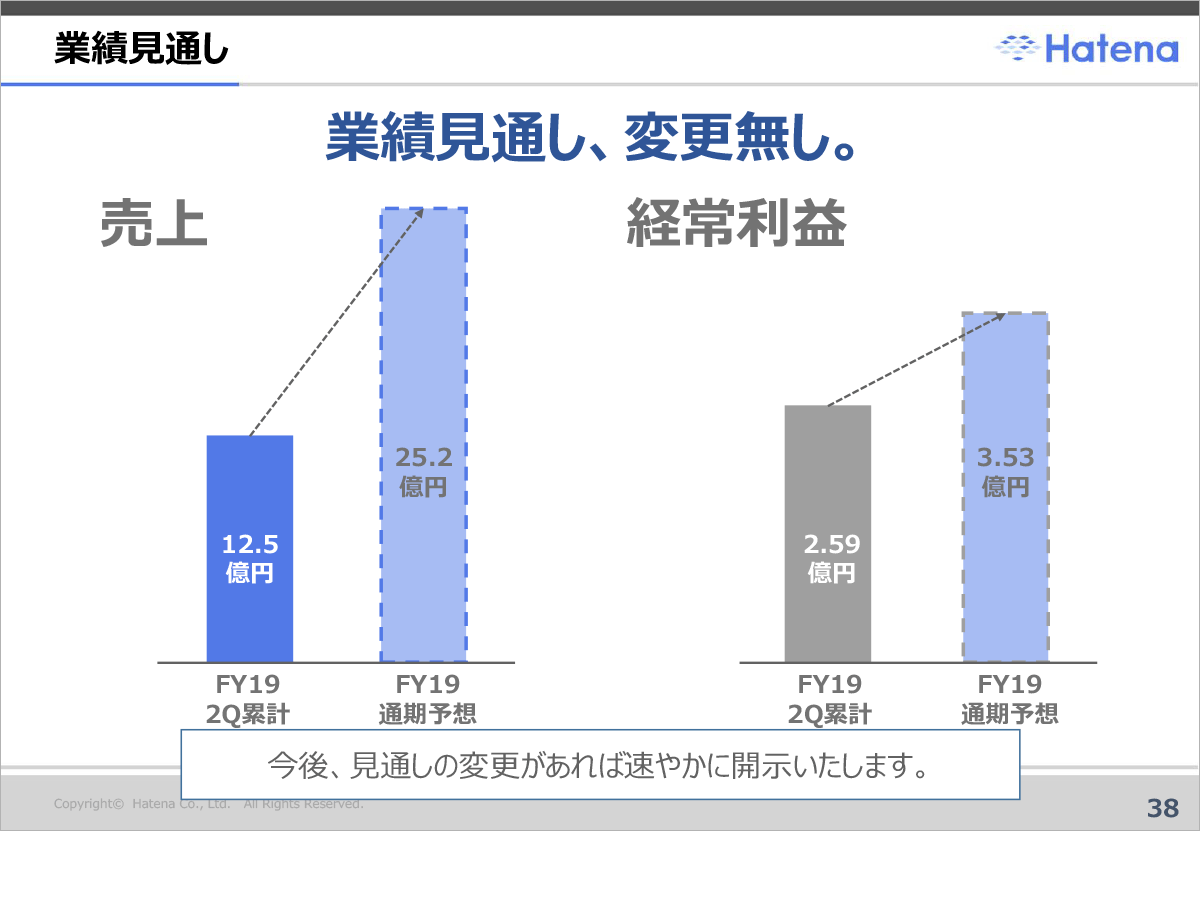 業績見通し
Hatena
業績見通し、変更無し。
売上
経常利益
25.2
億円
12.5
億円
3.53
億円
2.59
億円
FY19
2Q累計
FY19
通期予想
FY19
2Q累計
FY19
通期予想
今後、見通しの変更があれば速やかに開示いたします。
Copyright© Hatena Co., Ltd. All Rights Reserved.
38